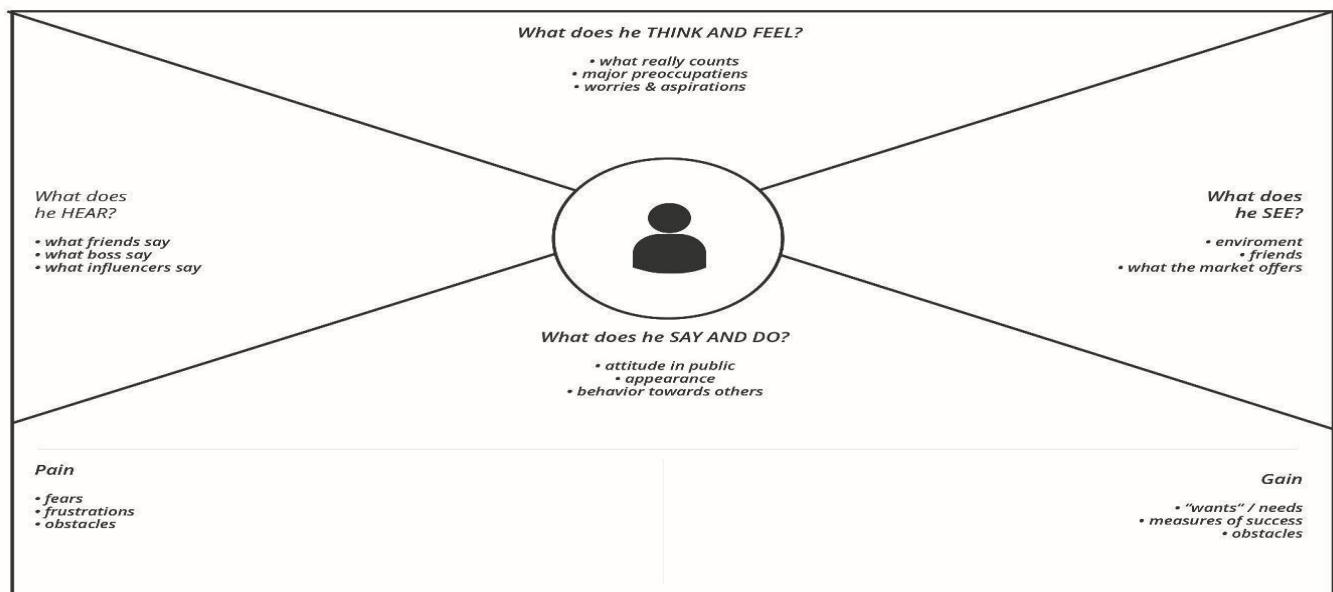 What does he THINK AND FEEL?
• what really counts
• major preoccupatiens
• worries & aspirations
What does
he HEAR?
• what friends say
• what boss say
• what influencers say
What does
he SEE?
• enviroment
• friends
• what the market offers
What does he SAY AND DO?
• attitude in public
• appearance
• behavior towards others
Pain
• fears
• frustrations
• obstacles
Gain
• "wants" / needs
• measures of success
• obstacles